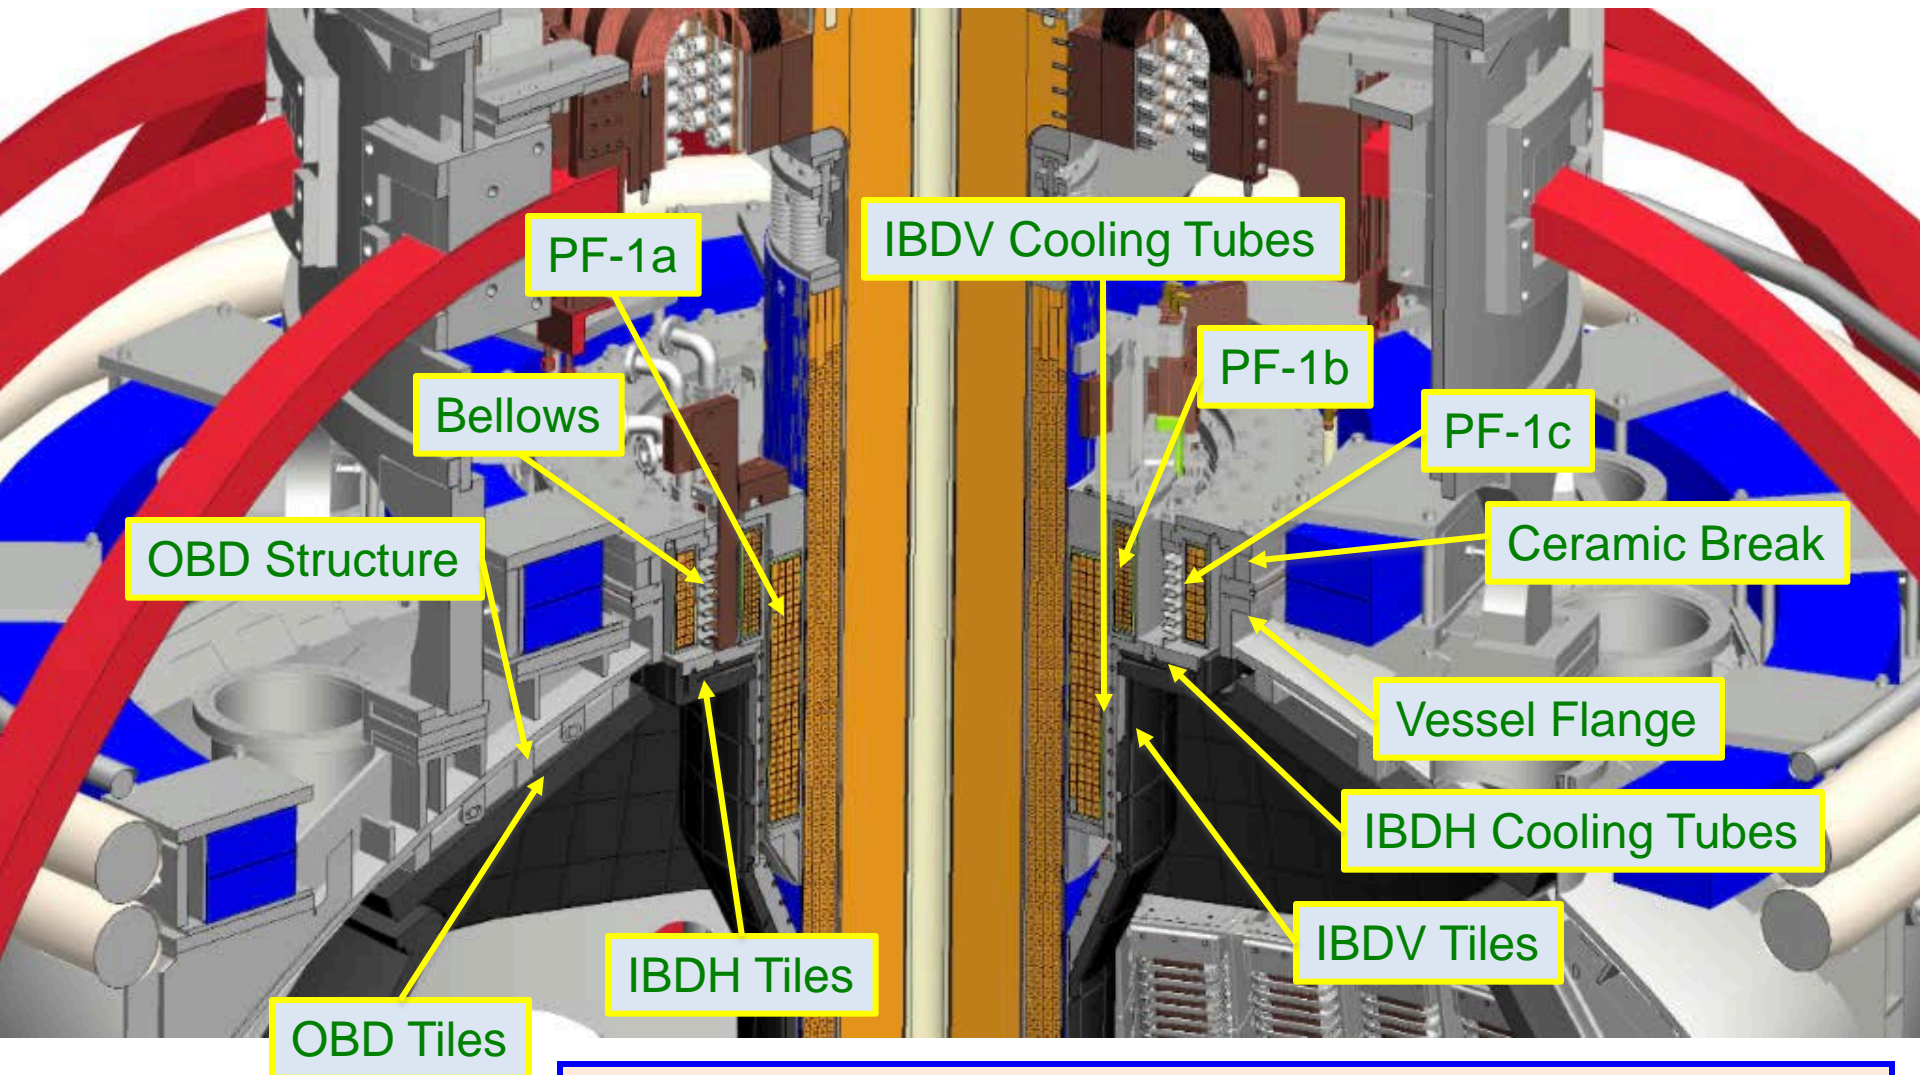 IBDV Cooling Tubes
PF-1a
PF-1b
Bellows
PF-1c
OBD Structure
Ceramic Break
Vessel Flange
IBDH Cooling Tubes
IBDV Tiles
IBDH Tiles
OBD Tiles